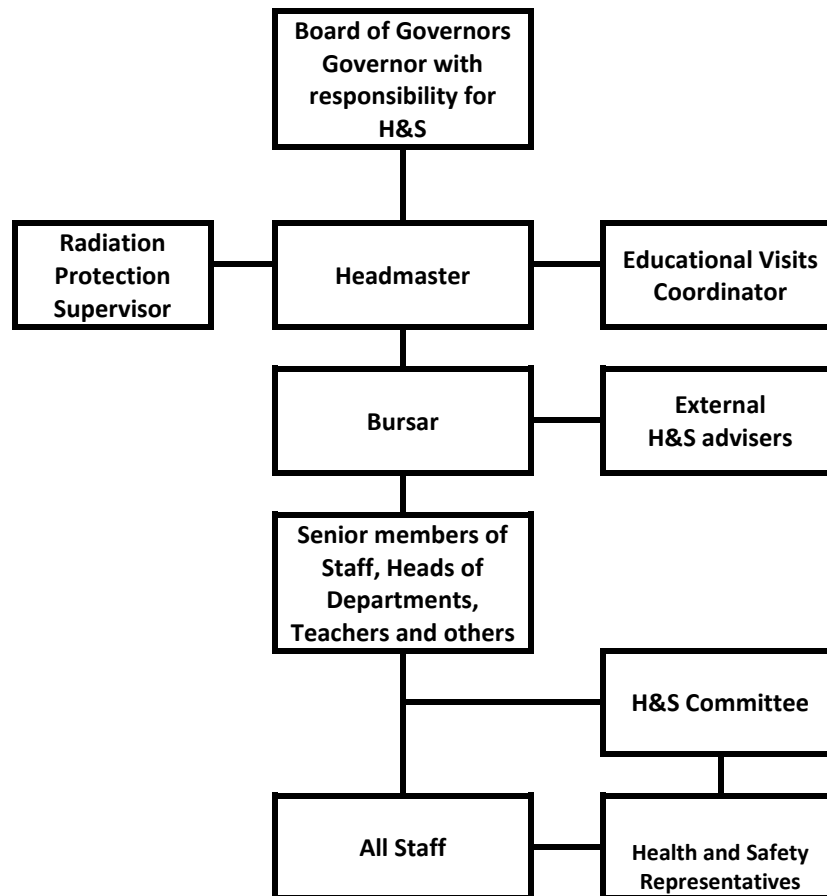 Board of Governors
Governor with
responsibility for
H&S
Radiation
Protection
Supervisor
Headmaster
Educational Visits
Coordinator
Bursar
External
H&S advisers
Senior members of
Staff, Heads of
Departments,
Teachers and others
H&S Committee
All Staff
Health and Safety
Representatives